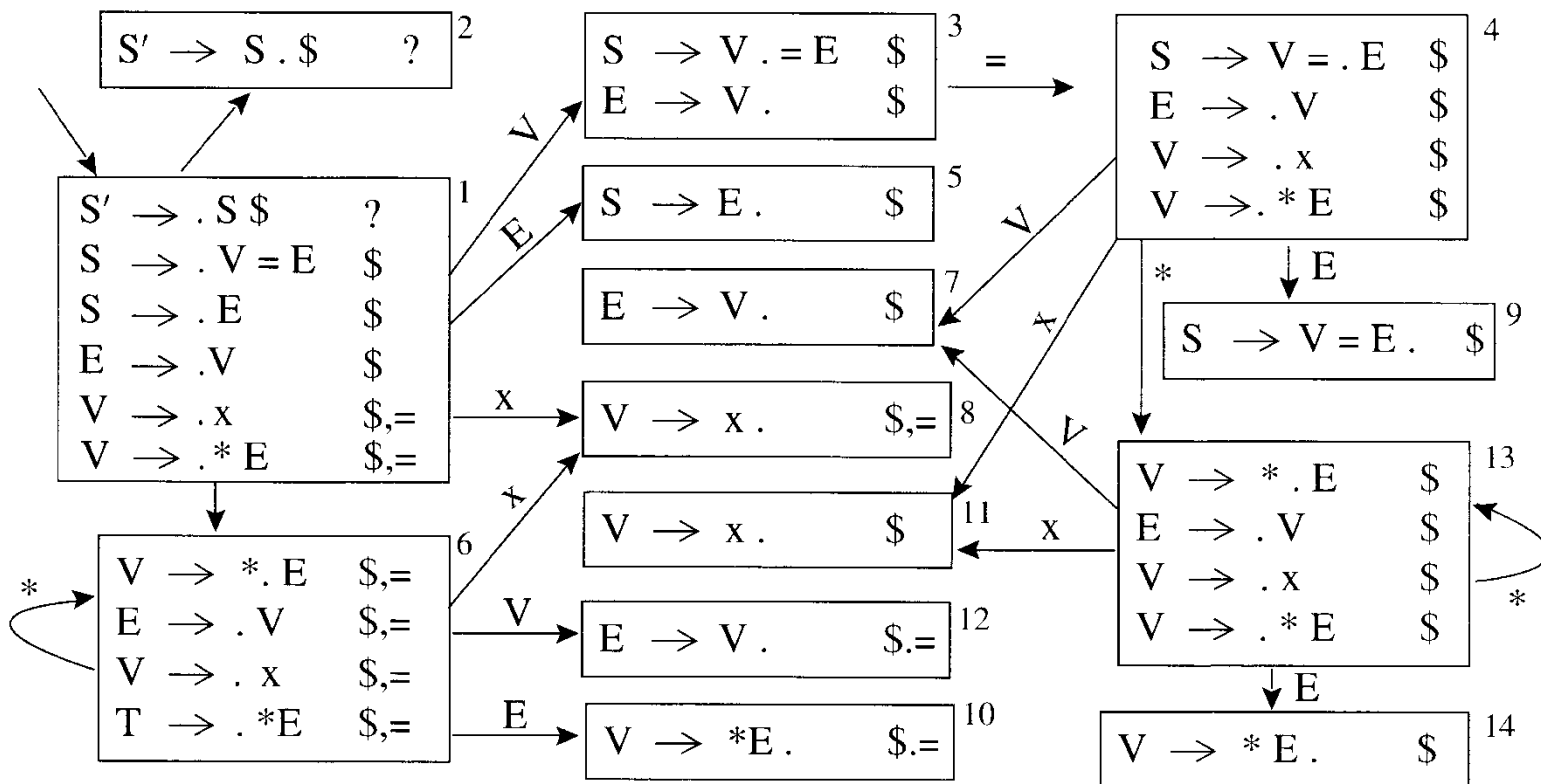 2
S′ → S . $ ?
1
S′ → . S $ ?
S → . V = E $
S → . E $
E → . V $
V → . x $,=
V → . * E $,=
V
E
x
6
V → *. E $,=
E → . V $,=
V → . x $,=
T → . *E $,=
*
x
V
E
3
S → V . = E $
E → V . $
=
5
S → E . $
7
E → V . $
8
V → x . $,=
11
V → x . $
12
E → V . $.=
10
V → *E . $.=
4
S → V = . E $
E → . V $
V → . x $
V → . * E $
V
x
*
E
9
S → V = E . $
13
V → * . E $
E → . V $
V → . x $
V → . * E $
V
x
*
E
14
V → * E . $